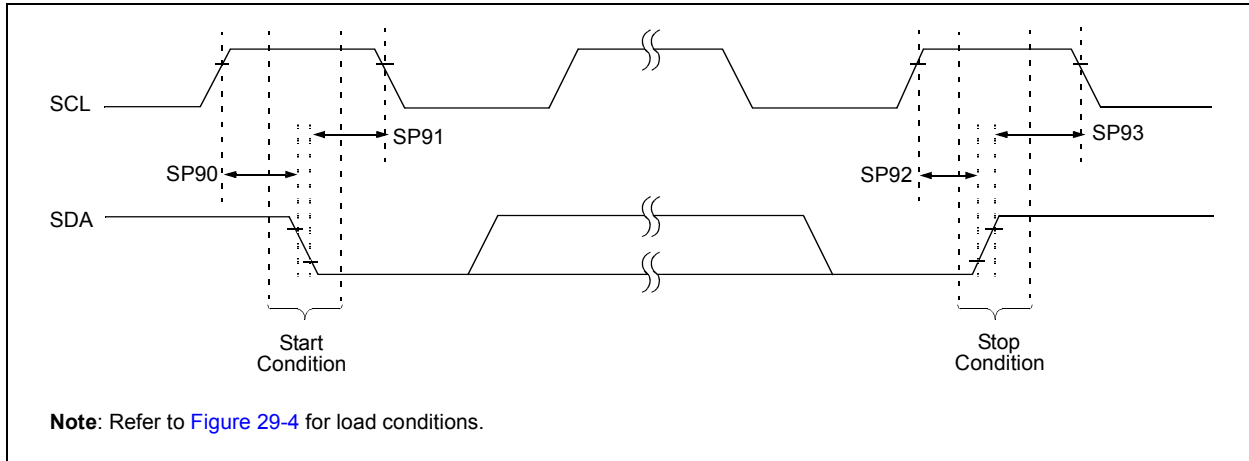 SCL
SP91
SP93
SP90
SP92
SDA
Start
Condition
Stop
Condition
Note: Refer to Figure 29-4 for load conditions.